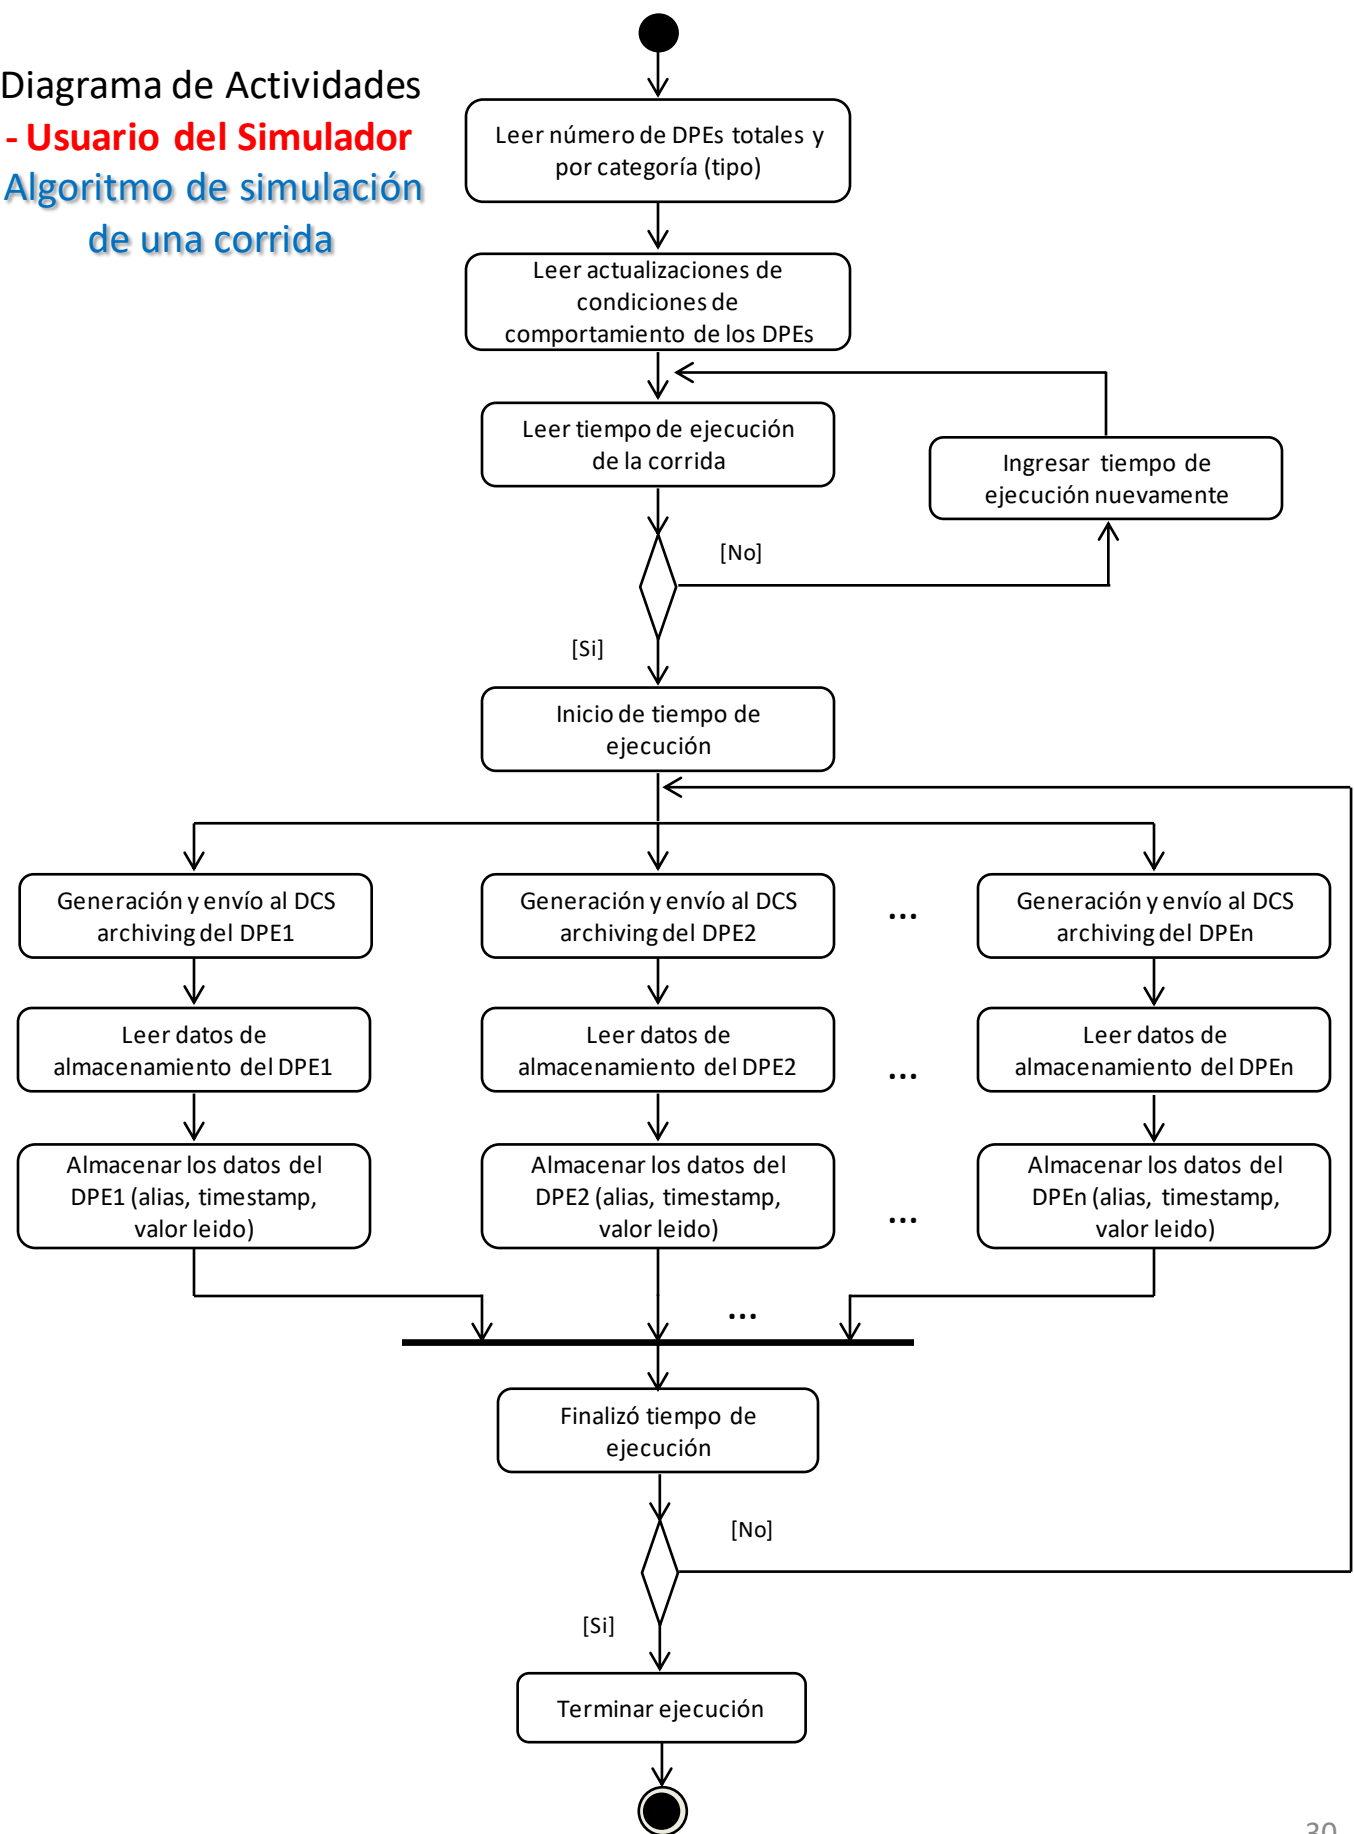 Diagrama de Actividades
- Usuario del Simulador
Algoritmo de simulación
de una corrida
Leer número de DPEs totales y
por categoría (tipo)
Leer actualizaciones de
condiciones de
comportamiento de los DPEs
Leer tiempo de ejecución
de la corrida
Ingresar tiempo de
ejecución nuevamente
[No]
[Si]
Inicio de tiempo de
ejecución
Generación y envío al DCS
archiving del DPE1
Generación y envío al DCS
archiving del DPE2
...
Generación y envío al DCS
archiving del DPEn
Leer datos de
almacenamiento del DPE1
Leer datos de
almacenamiento del DPE2
...
Leer datos de
almacenamiento del DPEn
Almacenar los datos del
DPE1 (alias, timestamp,
valor leido)
Almacenar los datos del
DPE2 (alias, timestamp,
valor leido)
...
Almacenar los datos del
DPEn (alias, timestamp,
valor leido)
...
Finalizó tiempo de
ejecución
[No]
[Si]
Terminar ejecución
30